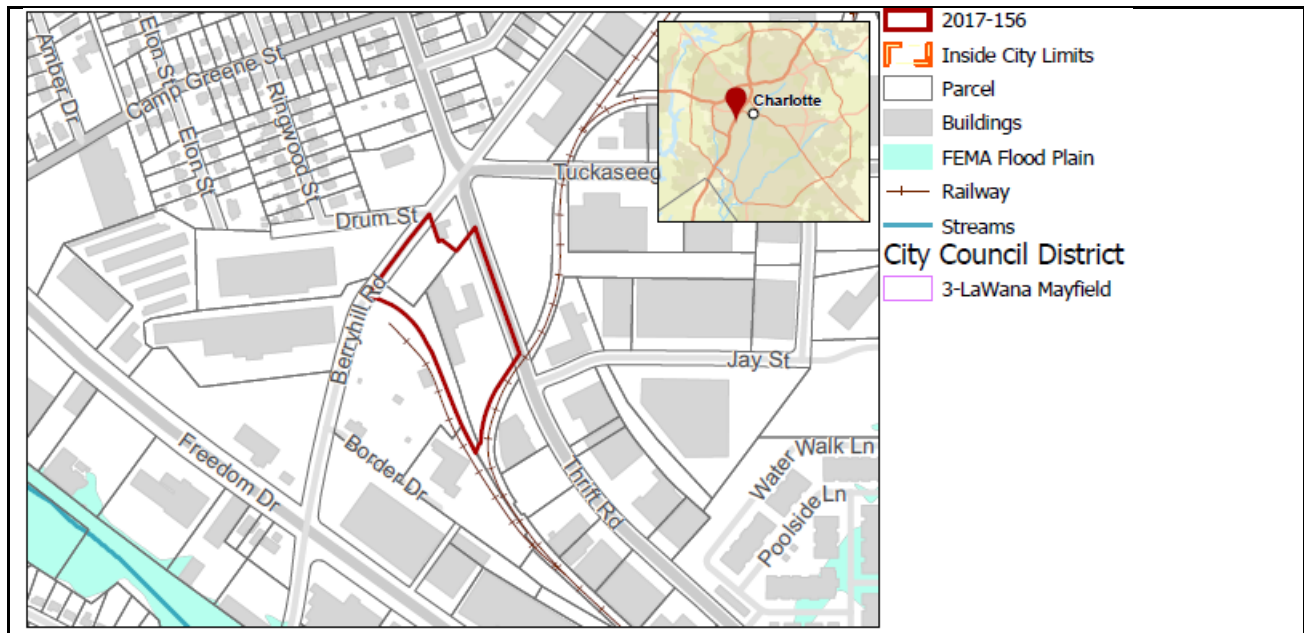 Amber Dr
Elon St
Camp Greene St
Ringwood St
Elon St
Drum St
Tuckaseeg
Charlotte
Berryhill Rd
Jay St
Freedom Dr
Border Dr
Thrift Rd
Water Walk Ln
Poolside Ln
2017-156
Inside City Limits
Parcel
Buildings
FEMA Flood Plain
Railway
Streams
City Council District
3-LaWana Mayfield